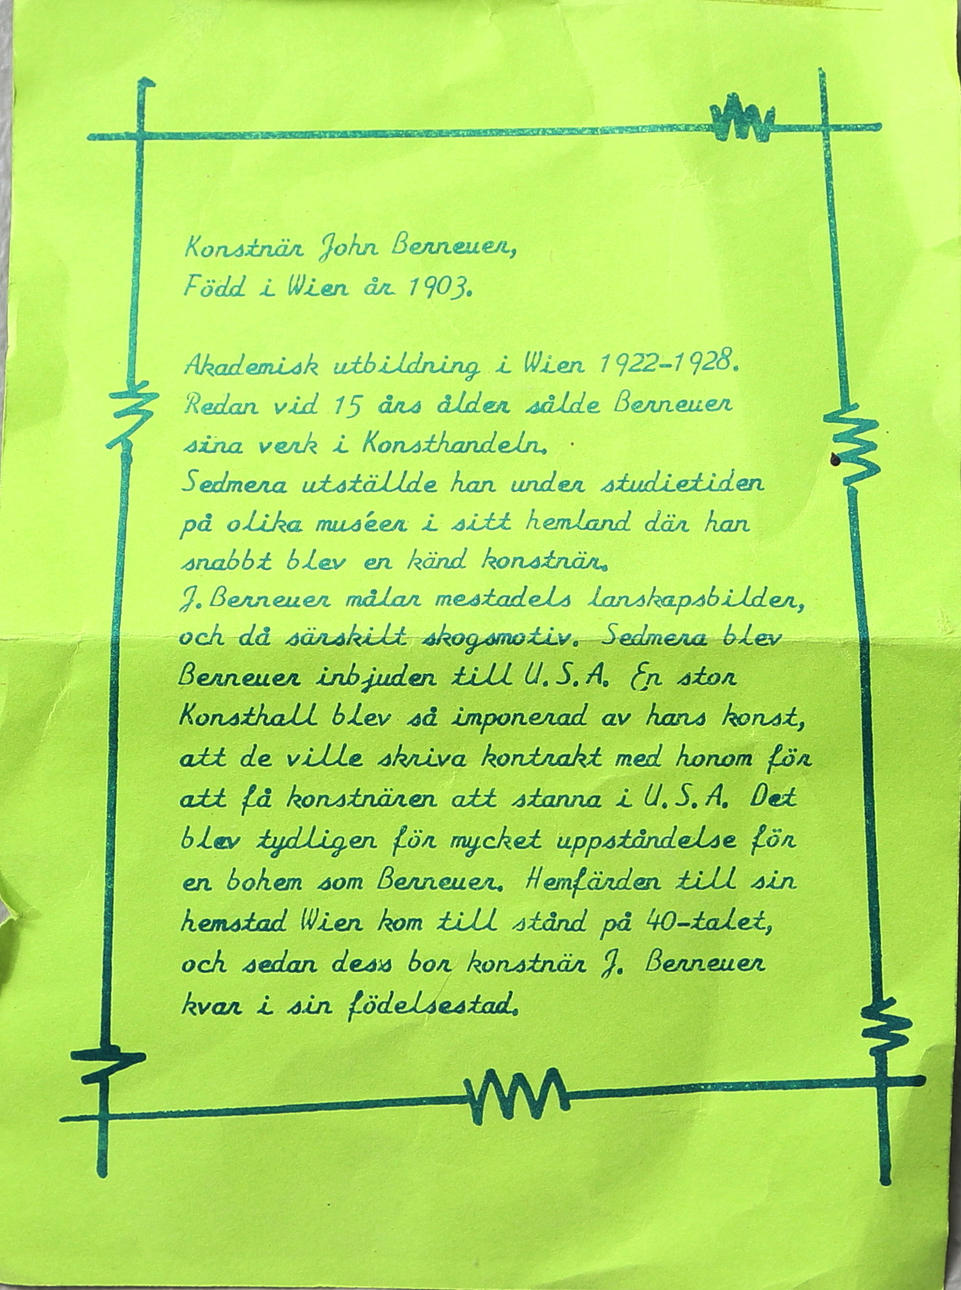 Konstnär John Berneuer,
Född i Wien år 1903.
Akademisk utbildning i Wien 1922-1928.
Redan vid 15 års ålder sålde Berneuer
sina verk i Konsthandeln.
Sedmera utställde han under studietiden
på olika muséer i sitt hemland där han
snabbt blev en känd konstnär.
J. Berneuer målar mestadels lanskapsbilder,
och då särskilt skogsmotiv. Sedmera blev
Berneuer inbjuden till U.S.A. En stor
Konsthall blev så imponerad av hans konst,
att de ville skriva kontrakt med honom för
att få konstnären att stanna i U.S.A. Det
blev tydligen för mycket uppståndelse för
en bohem som Berneuer. Hemfärden till sin
hemstad Wien kom till stånd på 40-talet,
och sedan dess bor konstnär J. Berneuer
kvar i sin födelsestad.